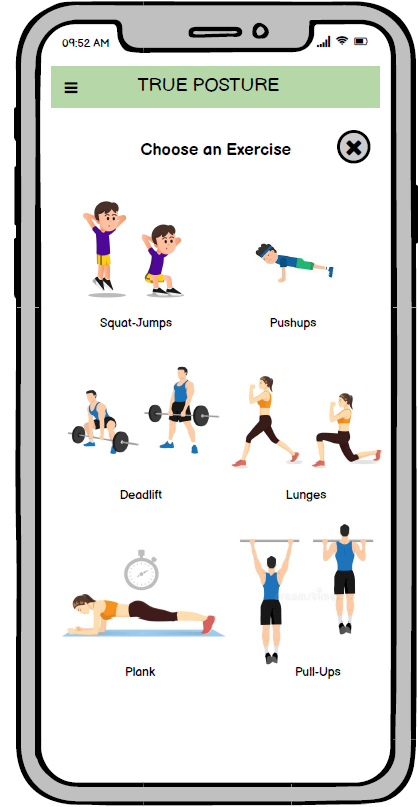 09:52 AM
TRUE POSTURE
Choose an Exercise
Squat-Jumps
Pushups
Deadlift
Lunges
Plank
Pull-Ups